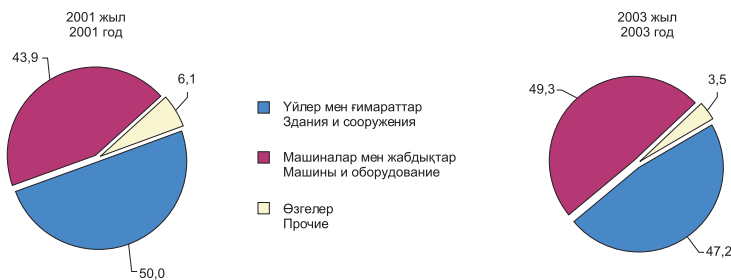 2001 жыл
2001 год
43,9
6,1
50,0
Үйлер мен ғимараттар
Здания и сооружения
Машиналар мен жабдықтар
Машины и оборудование
Өзгелер
Прочие
2003 жыл
2003 год
49,3
3,5
47,2